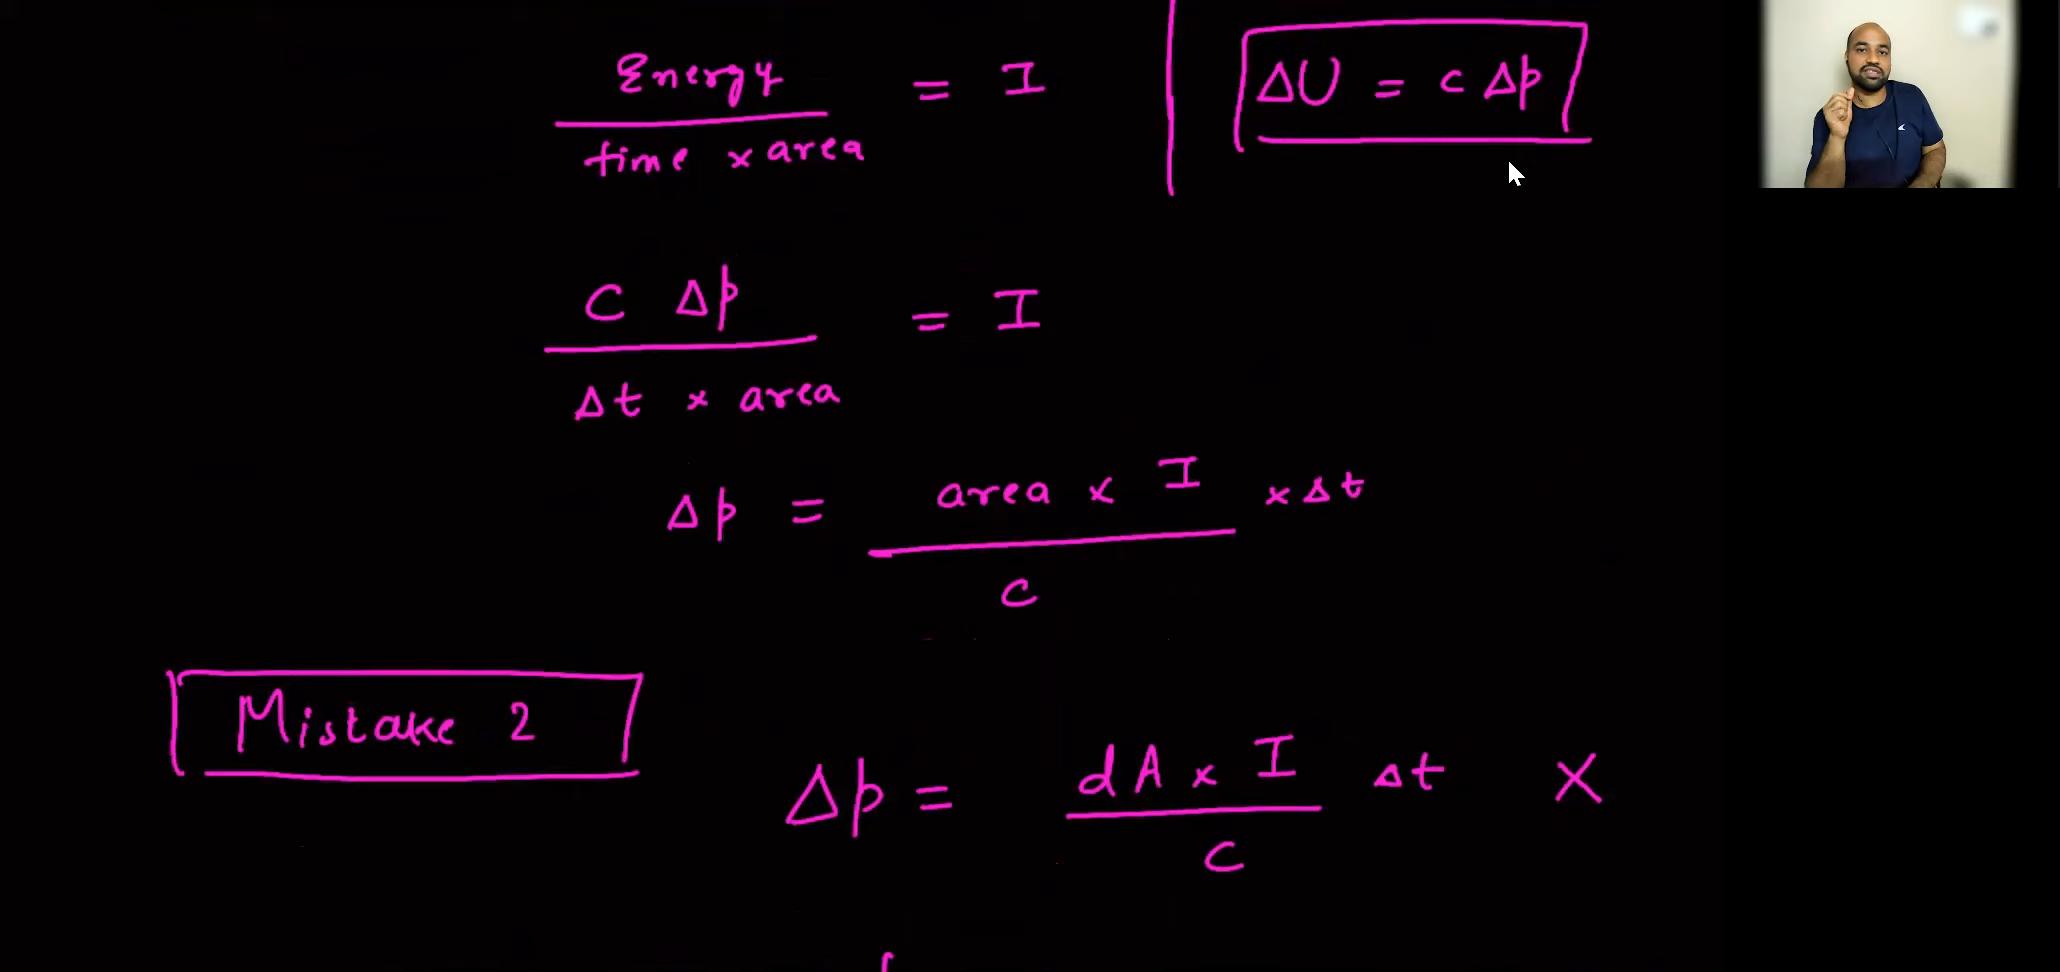 Energy / time × area = I
ΔU = c Δp
C Δp / Δt × area = I
Δp = area × I / c × Δt
Mistake 2
Δp = dA × I / c Δt X